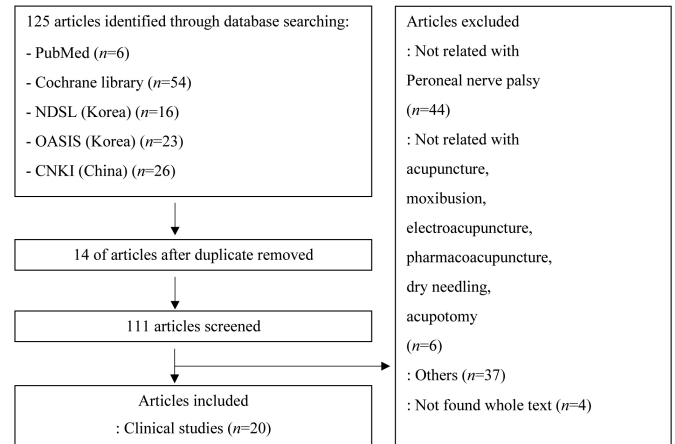 125 articles identified through database searching:
- PubMed (n=6)
- Cochrane library (n=54)
- NDSL (Korea) (n=16)
- OASIS (Korea) (n=23)
- CNKI (China) (n=26)
14 of articles after duplicate removed
111 articles screened
Articles included
: Clinical studies (n=20)
Articles excluded
: Not related with
Peroneal nerve palsy
(n=44)
: Not related with
acupuncture,
moxibusion,
electroacupuncture,
pharmacoacupuncture,
dry needling,
acupotomy
(n=6)
: Others (n=37)
: Not found whole text (n=4)